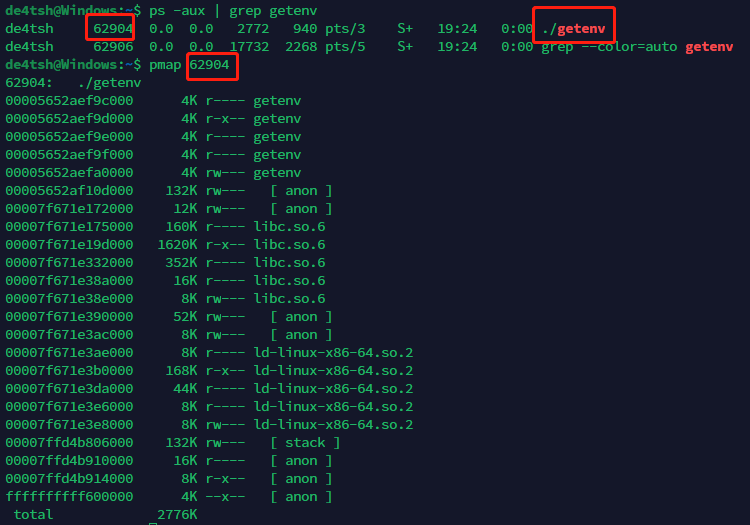 de4tsh@Windows:~$ ps -aux | grep getenv
de4tsh     62904  0.0  0.0   2772   940 pts/3    S+   19:24   0:00 ./getenv
de4tsh     62906  0.0  0.0  17732  2268 pts/5    S+   19:24   0:00 grep --color=auto getenv
de4tsh@Windows:~$ pmap 62904
62904:   ./getenv
00005652aef9c000      4K r---- getenv
00005652aef9d000      4K r-x-- getenv
00005652aef9e000      4K r---- getenv
00005652aef9f000      4K r---- getenv
00005652aefa0000      4K rw--- getenv
00005652af10d000    132K rw---   [ anon ]
00007f671e172000     12K rw---   [ anon ]
00007f671e175000    160K r---- libc.so.6
00007f671e19d000   1620K r-x-- libc.so.6
00007f671e332000    352K r---- libc.so.6
00007f671e38a000     16K r---- libc.so.6
00007f671e38e000      8K rw--- libc.so.6
00007f671e390000     52K rw---   [ anon ]
00007f671e3ac000      8K rw---   [ anon ]
00007f671e3ae000      8K r---- ld-linux-x86-64.so.2
00007f671e3b0000    168K r-x-- ld-linux-x86-64.so.2
00007f671e3da000     44K r---- ld-linux-x86-64.so.2
00007f671e3e6000      8K r---- ld-linux-x86-64.so.2
00007f671e3e8000      8K rw--- ld-linux-x86-64.so.2
00007ffd4b806000    132K rw---   [ stack ]
00007ffd4b910000     16K r----   [ anon ]
00007ffd4b914000      8K r-x--   [ anon ]
ffffffffff600000      4K --x--   [ anon ]
 total             2776K